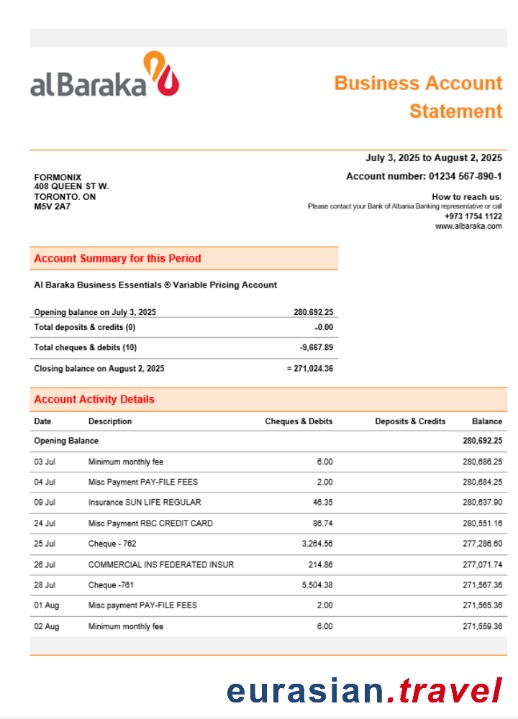 al Baraka
Business Account
Statement
July 3, 2025 to August 2, 2025
Account number: 01234 567-890-1
FORMONIX
408 QUEEN ST W.
TORONTO. ON
M5V 2A7
How to reach us:
Please contact your Bank of Albania Banking representative or call
+973 1754 1122
www.albaraka.com
Account Summary for this Period
Al Baraka Business Essentials ® Variable Pricing Account
Opening balance on July 3, 2025 280.692.25
Total deposits & credits (0) -0.00
Total cheques & debits (10) -9,667.89
Closing balance on August 2, 2025 = 271,024.36
Account Activity Details
Date Description Cheques & Debits Deposits & Credits Balance
Opening Balance 280,692.25
03 Jul Minimum monthly fee 6.00 280,686.25
04 Jul Misc Payment PAY-FILE FEES 2.00 280,684.25
09 Jul Insurance SUN LIFE REGULAR 46.35 280,637.90
24 Jul Misc Payment RBC CREDIT CARD 86.74 280,551.16
25 Jul Cheque - 762 3,264.56 277,286.60
26 Jul COMMERCIAL INS FEDERATED INSUR 214.86 277,071.74
28 Jul Cheque -761 5,504.38 271,567.36
01 Aug Misc payment PAY-FILE FEES 2.00 271,565.36
02 Aug Minimum monthly fee 6.00 271,559.36
eurasian.travel